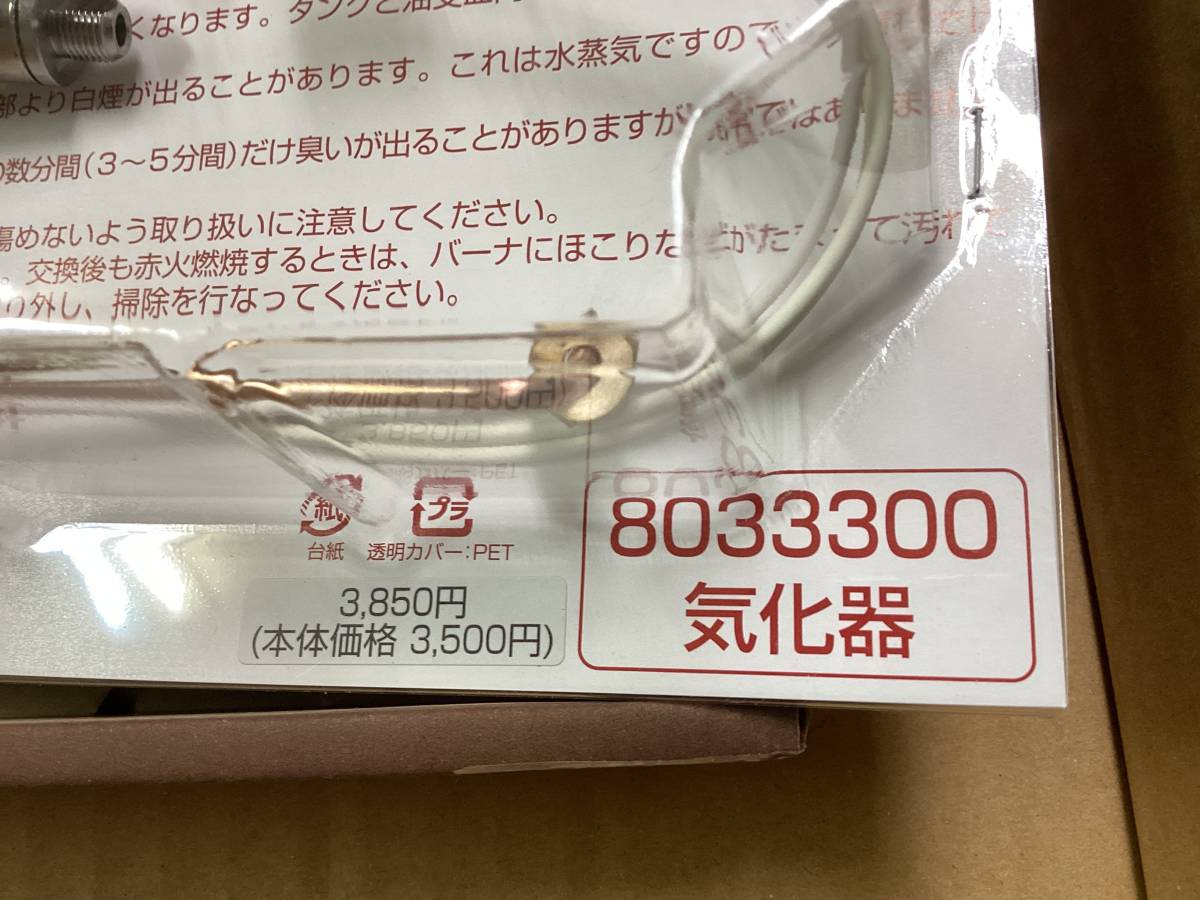 くなります。タンクと油受皿
部より白煙が出ることがあります。これは水蒸気ですので
の数分間(3～5分間)だけ臭いが出ることがありますが
傷めないよう取り扱いに注意してください。
。交換後も赤火燃焼するときは、バーナにほこりな がた って汚れて
り外し、掃除を行なってください。
紙 プラ
台紙 透明カバー:PET
3,850円
(本体価格 3,500円)
8033300
気化器